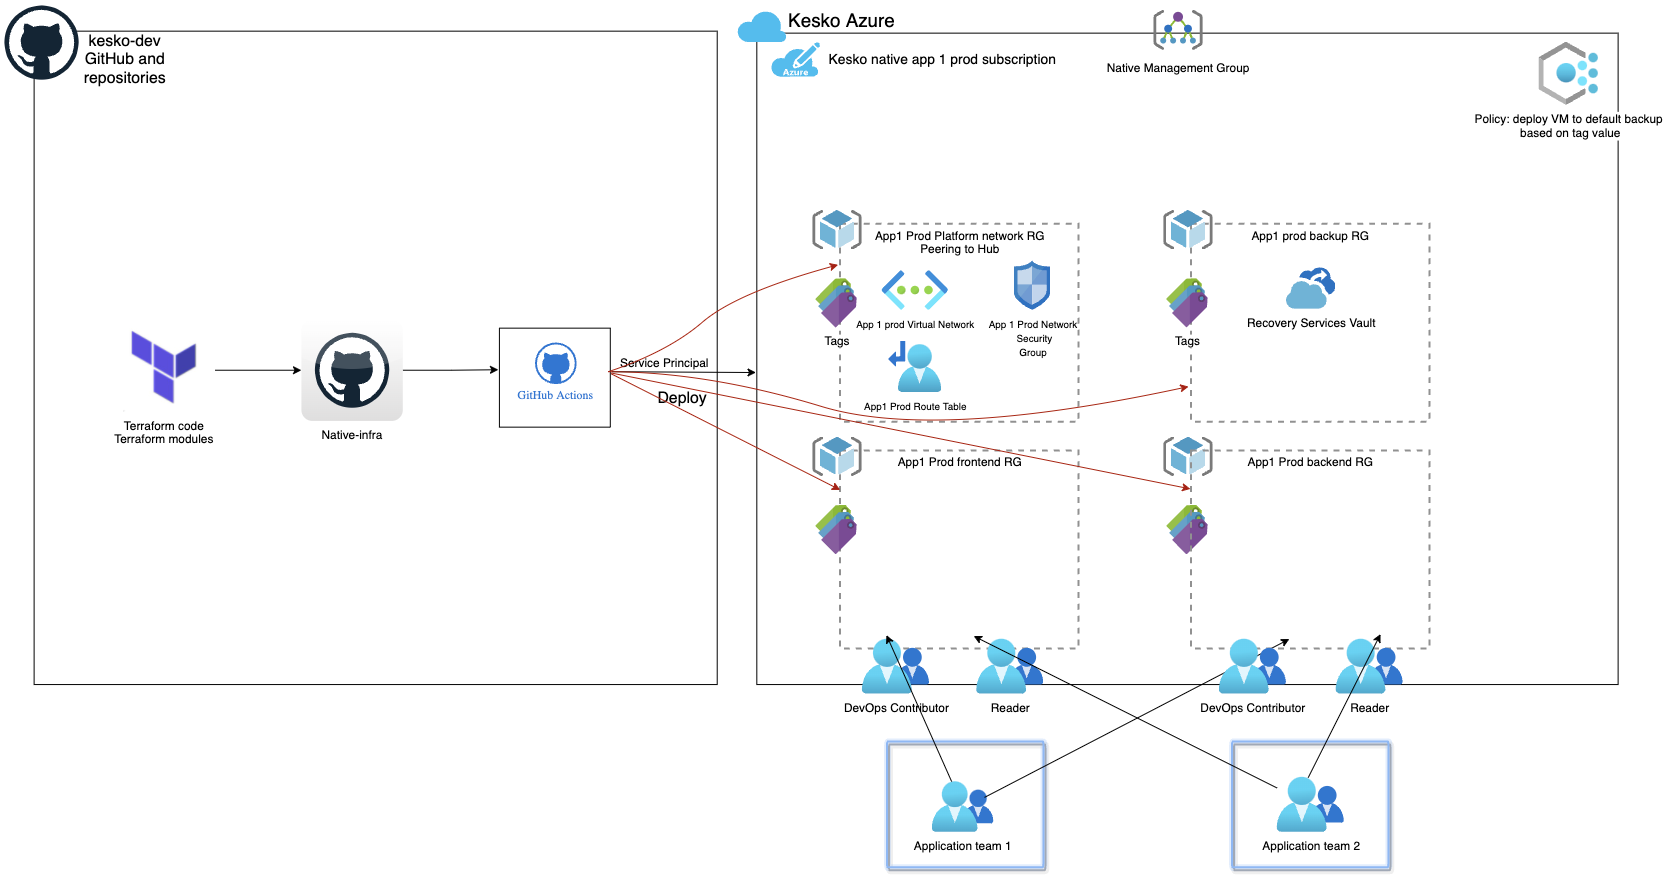 kesko-dev
GitHub and
repositories
Kesko Azure
Azure
Kesko native app 1 prod subscription
Native Management Group
Policy: deploy VM to default backup
based on tag value
Terraform code
Terraform modules
Native-infra
GitHub Actions
Service Principal
Deploy
App1 Prod Platform network RG
Peering to Hub
Tags
App 1 prod Virtual Network
App 1 Prod Network
Security
Group
App1 Prod Route Table
App1 prod backup RG
Tags
Recovery Services Vault
App1 Prod frontend RG
App1 Prod backend RG
DevOps Contributor
Reader
DevOps Contributor
Reader
Application team 1
Application team 2